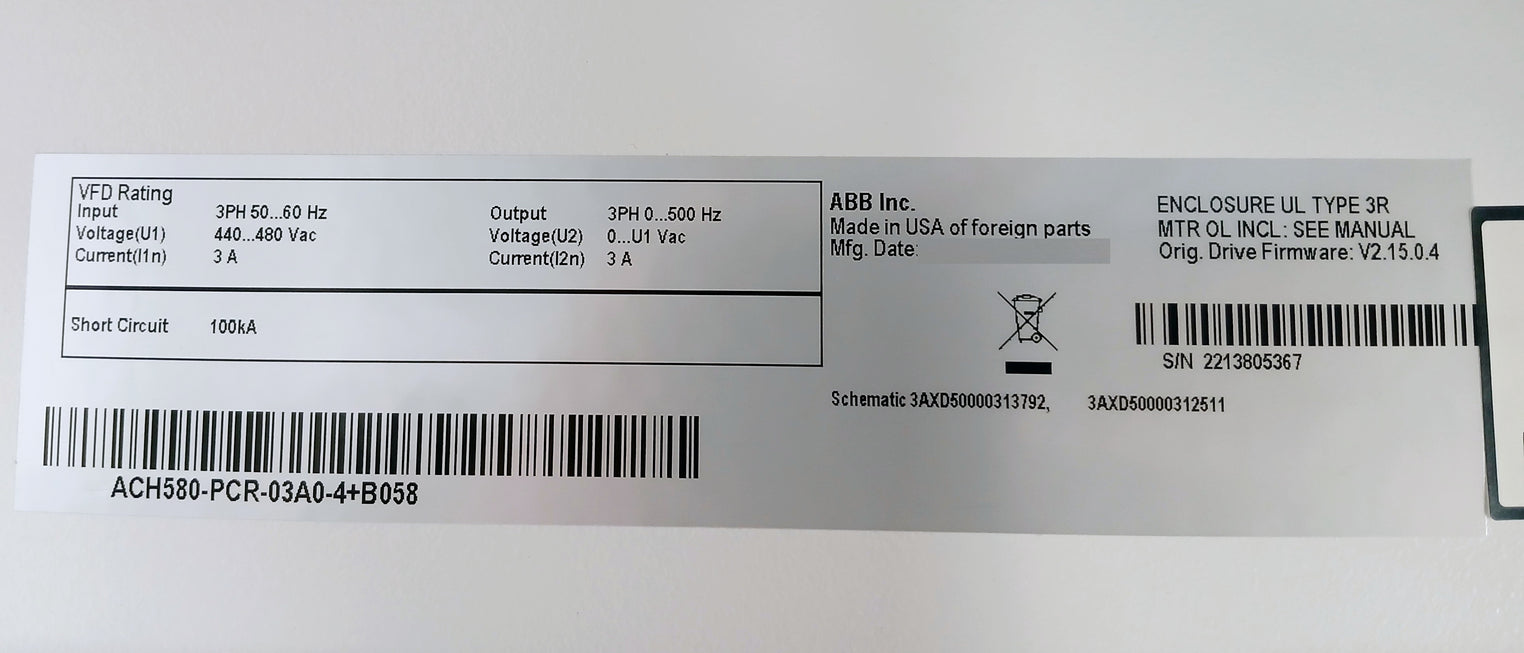 VFD Rating
Input 3PH 50...60 Hz Output 3PH 0...500 Hz
Voltage(U1) 440...480 Vac Voltage(U2) 0...U1 Vac
Current(I1n) 3 A Current(I2n) 3 A
Short Circuit 100kA
ACH580-PCR-03A0-4+B058
ABB Inc.
Made in USA of foreign parts
Mfg. Date:
ENCLOSURE UL TYPE 3R
MTR OL INCL: SEE MANUAL
Orig. Drive Firmware: V2.15.0.4
S/N 2213805367
Schematic 3AXD50000313792, 3AXD50000312511